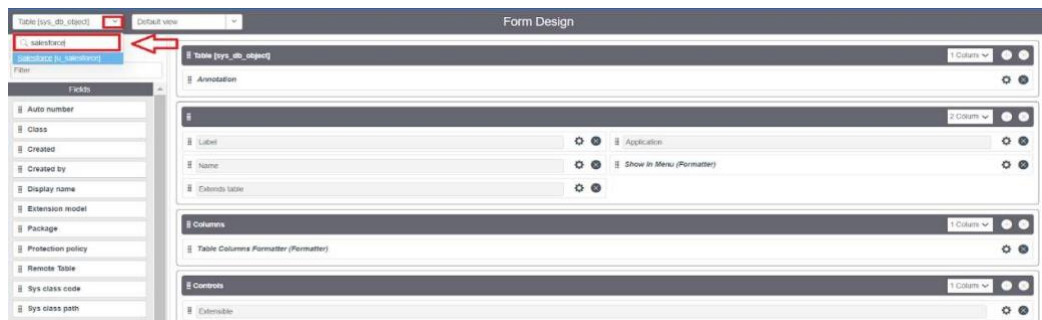 Table [sys_db_object]
Default view
Form Design
salesforce
Salesforce [u_salesforce]
Filter
Fields
Auto number
Class
Created
Created by
Display name
Extension model
Package
Protection policy
Remote Table
Sys class code
Sys class path
Table [sys_db_object]
1 Column
Annotation
2 Column
Label
Application
Name
Show in Menu (Formatter)
Extends table
Columns
1 Column
Table Columns Formatter (Formatter)
Controls
1 Column
Extensible